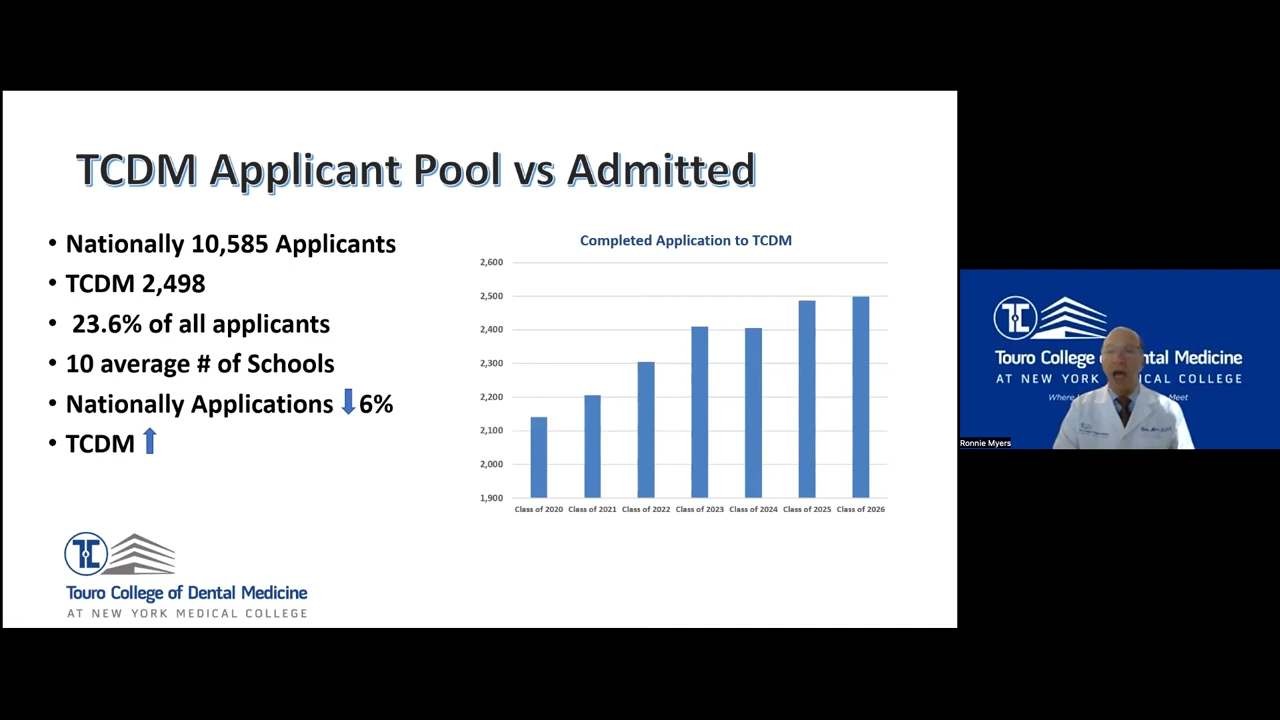 TCDM Applicant Pool vs Admitted
• Nationally 10,585 Applicants
• TCDM 2,498
• 23.6% of all applicants
• 10 average # of Schools
• Nationally Applications ⬇6%
• TCDM ⬆
Completed Application to TCDM
2,600
2,500
2,400
2,300
2,200
2,100
2,000
1,900
Class of 2020 Class of 2021 Class of 2022 Class of 2023 Class of 2024 Class of 2025 Class of 2026
Touro College of Dental Medicine
AT NEW YORK MEDICAL COLLEGE
Touro College of ntal Medicine
AT NEW YORK ICAL COLLEGE
Where Meet
Ronnie Myers